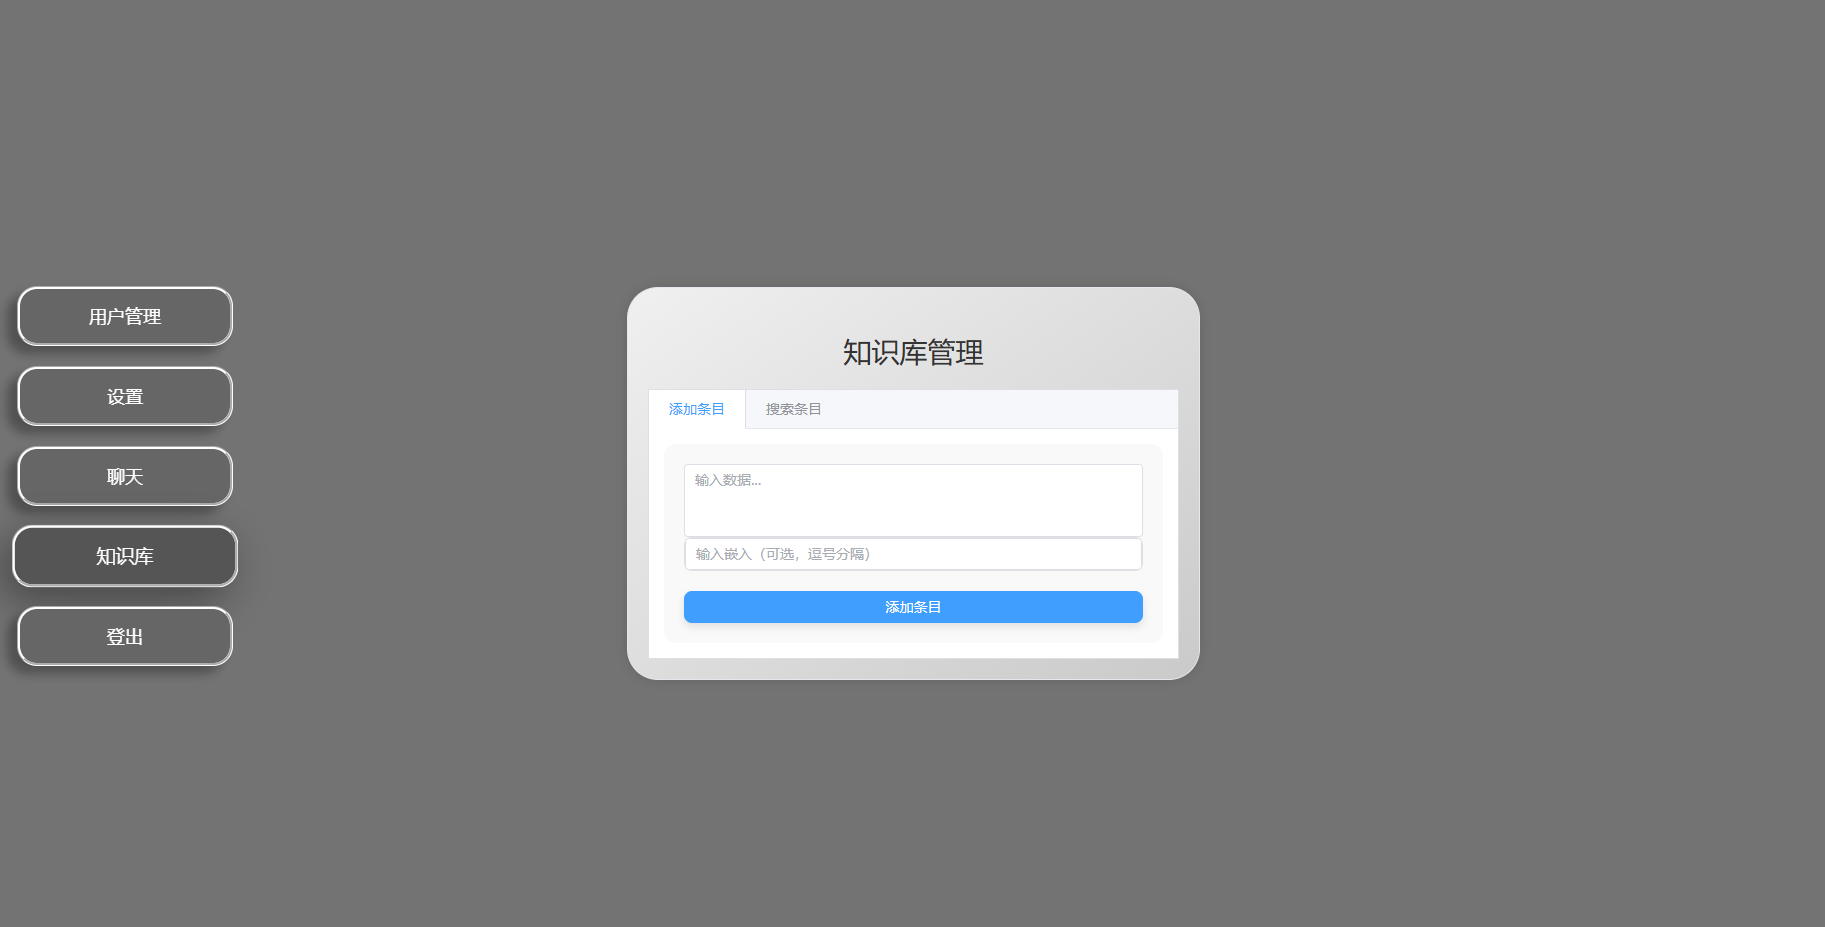 用户管理
设置
聊天
知识库
登出
知识库管理
添加条目 搜索条目
输入数据...
输入嵌入（可选，逗号分隔）
添加条目